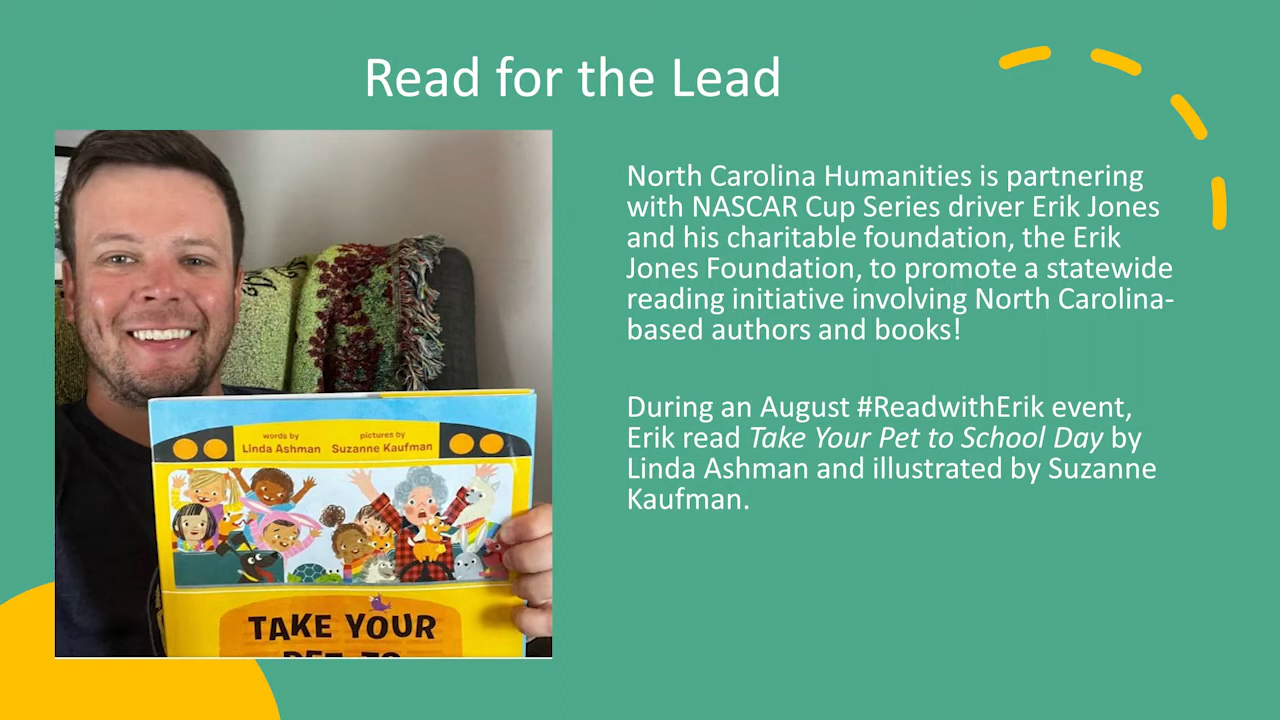 Read for the Lead
North Carolina Humanities is partnering
with NASCAR Cup Series driver Erik Jones
and his charitable foundation, the Erik
Jones Foundation, to promote a statewide
reading initiative involving North Carolina-
based authors and books!
During an August #ReadwithErik event,
Erik read Take Your Pet to School Day by
Linda Ashman and illustrated by Suzanne
Kaufman.
words by
Linda Ashman
pictures by
Suzanne Kaufman
TAKE YOUR
PET TO